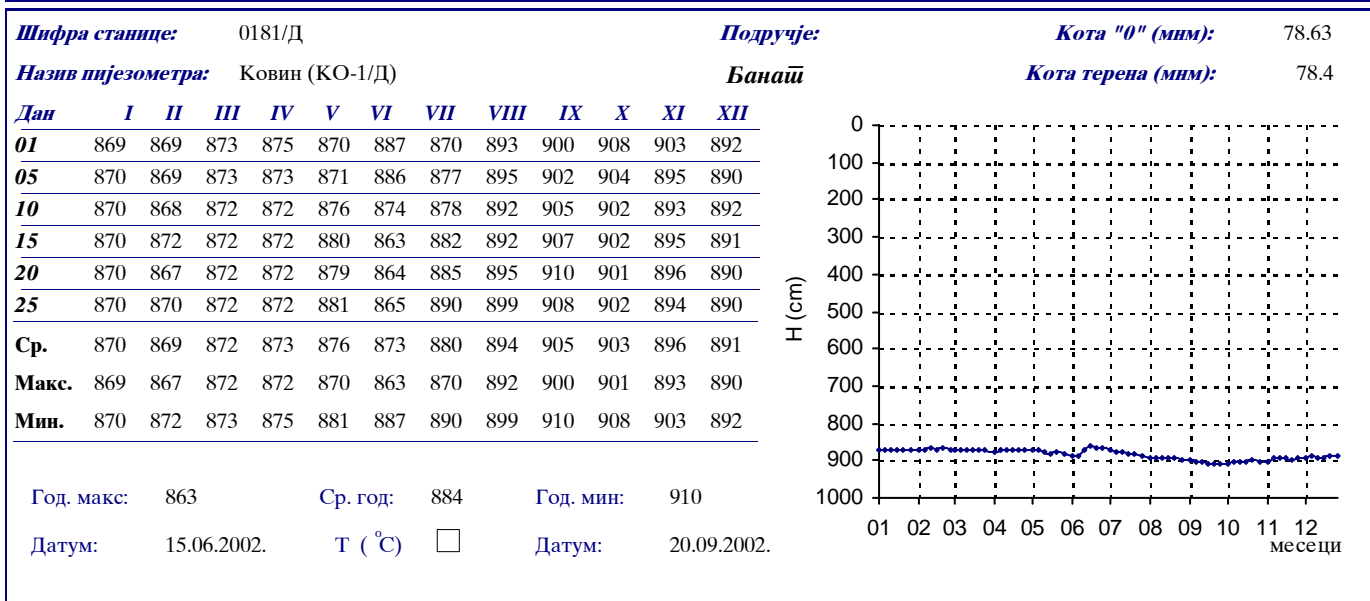 Шифра станице: 0181/Д Подручје: Кота "0" (мнм): 78.63
Назив пијезометра: Ковин (КО-1/Д) Банат Кота терена (мнм): 78.4
Дан I II III IV V VI VII VIII IX X XI XII
01 869 869 873 875 870 887 870 893 900 908 903 892
05 870 869 873 873 871 886 877 895 902 904 895 890
10 870 868 872 872 876 874 878 892 905 902 893 892
15 870 872 872 872 880 863 882 892 907 902 895 891
20 870 867 872 872 879 864 885 895 910 901 896 890
25 870 870 872 872 881 865 890 899 908 902 894 890
Ср. 870 869 872 873 876 873 880 894 905 903 896 891
Макс. 869 867 872 872 870 863 870 892 900 901 893 890
Мин. 870 872 873 875 881 887 890 899 910 908 903 892
Год. макс: 863 Ср. год: 884 Год. мин: 910
Датум: 15.06.2002. Т ( °С) Датум: 20.09.2002.
H (cm)
0
100
200
300
400
500
600
700
800
900
1000
01 02 03 04 05 06 07 08 09 10 11 12
месеци